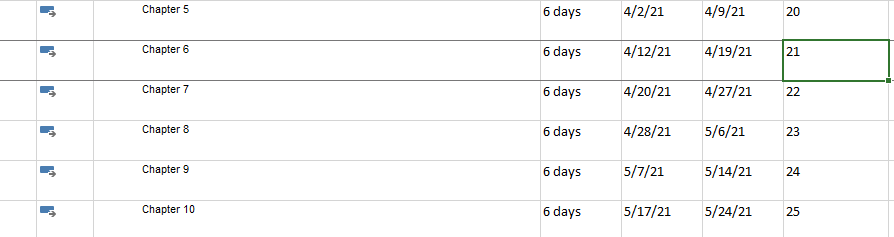 Chapter 5 6 days 4/2/21 4/9/21 20
Chapter 6 6 days 4/12/21 4/19/21 21
Chapter 7 6 days 4/20/21 4/27/21 22
Chapter 8 6 days 4/28/21 5/6/21 23
Chapter 9 6 days 5/7/21 5/14/21 24
Chapter 10 6 days 5/17/21 5/24/21 25